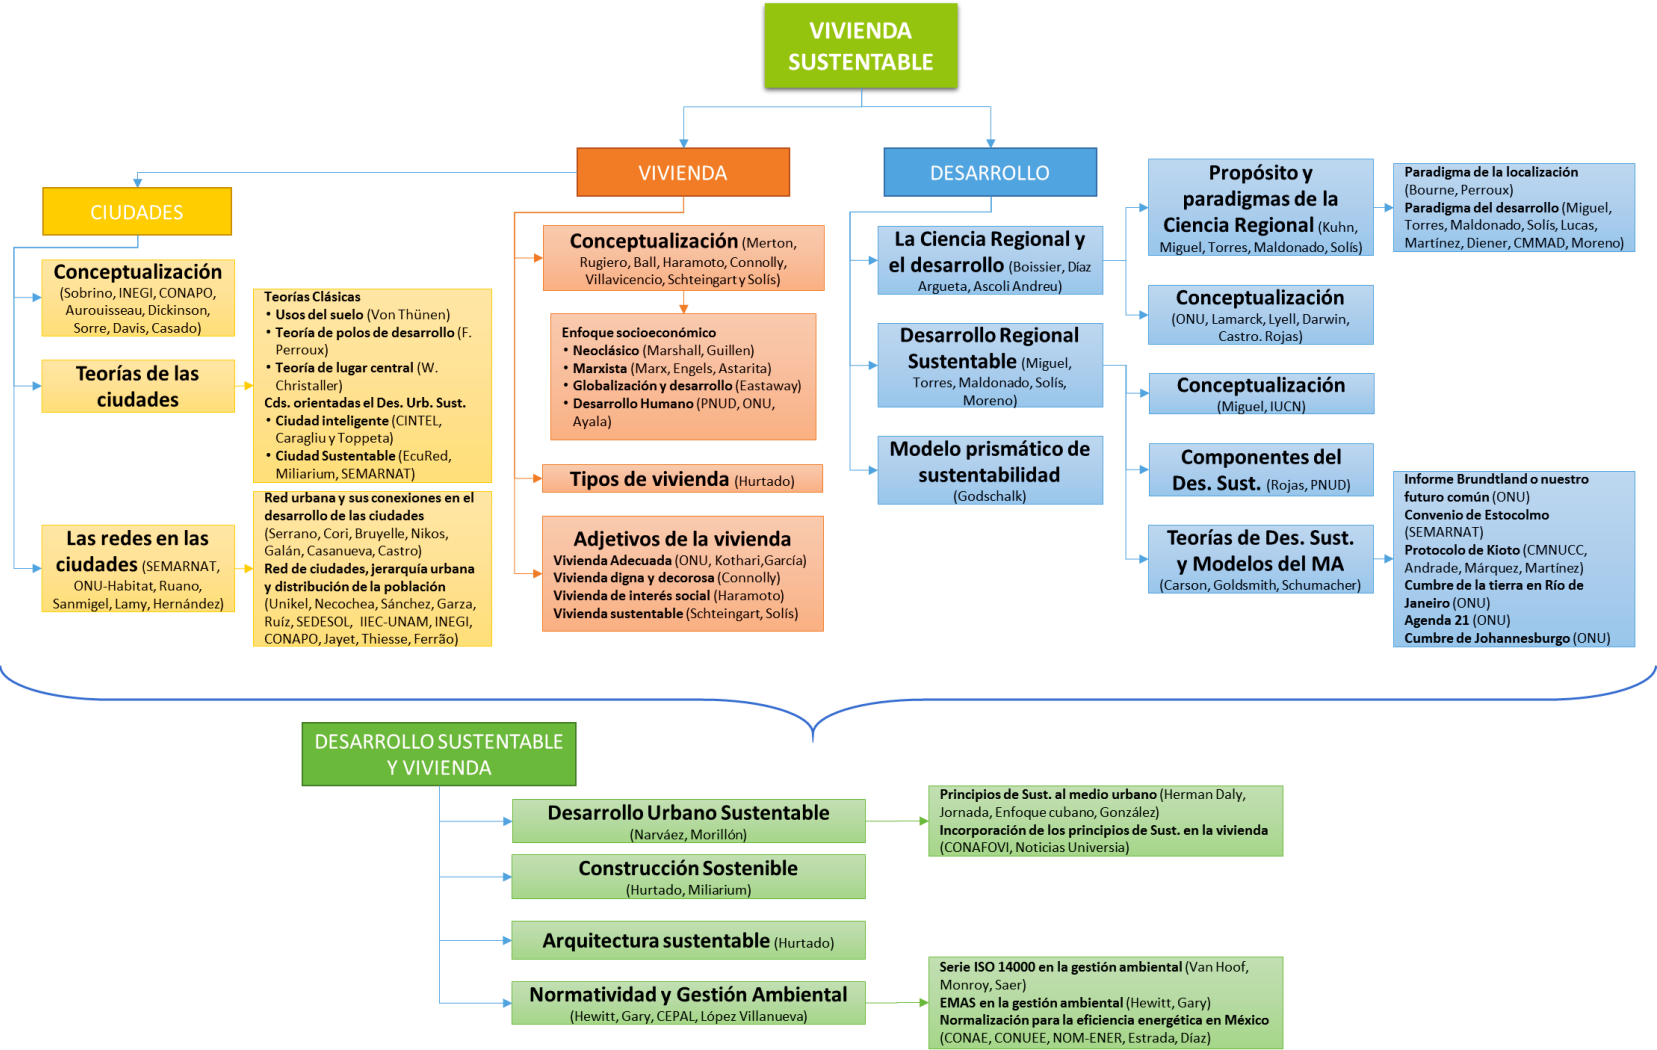 VIVIENDA
SUSTENTABLE
VIVIENDA
DESARROLLO
CIUDADES
Conceptualización
(Sobrino, INEGI, CONAPO,
Aurouisseau, Dickinson,
Sorre, Davis, Casado)
Teorías de las
ciudades
Las redes en las
ciudades (SEMARNAT,
ONU-Habitat, Ruano,
Sanmigel, Lamy, Hernández)
Teorías Clásicas
• Usos del suelo (Von Thünen)
• Teoría de polos de desarrollo (F.
Perroux)
• Teoría de lugar central (W.
Christaller)
Cds. orientadas el Des. Urb. Sust.
• Ciudad inteligente (CINTEL,
Caragliu y Toppeta)
• Ciudad Sustentable (EcuRed,
Miliarium, SEMARNAT)
Red urbana y sus conexiones en el
desarrollo de las ciudades
(Serrano, Cori, Bruyelle, Nikos,
Galán, Casanueva, Castro)
Red de ciudades, jerarquía urbana
y distribución de la población
(Unikel, Necochea, Sánchez, Garza,
Ruíz, SEDESOL, IIEC-UNAM, INEGI,
CONAPO, Jayet, Thiesse, Ferrão)
Conceptualización (Merton,
Rugiero, Ball, Haramoto, Connolly,
Villavicencio, Schteingart y Solís)
Enfoque socioeconómico
• Neoclásico (Marshall, Guillen)
• Marxista (Marx, Engels, Astarita)
• Globalización y desarrollo (Eastaway)
• Desarrollo Humano (PNUD, ONU,
Ayala)
Tipos de vivienda (Hurtado)
Adjetivos de la vivienda
Vivienda Adecuada (ONU, Kothari,García)
Vivienda digna y decorosa (Connolly)
Vivienda de interés social (Haramoto)
Vivienda sustentable (Schteingart, Solís)
La Ciencia Regional y
el desarrollo (Boissier, Díaz
Argueta, Ascoli Andreu)
Desarrollo Regional
Sustentable (Miguel,
Torres, Maldonado, Solís,
Moreno)
Modelo prismático de
sustentabilidad
(Godschalk)
Propósito y
paradigmas de la
Ciencia Regional (Kuhn,
Miguel, Torres, Maldonado, Solís)
Conceptualización
(ONU, Lamarck, Lyell, Darwin,
Castro. Rojas)
Conceptualización
(Miguel, IUCN)
Componentes del
Des. Sust. (Rojas, PNUD)
Teorías de Des. Sust.
y Modelos del MA
(Carson, Goldsmith, Schumacher)
Paradigma de la localización
(Bourne, Perroux)
Paradigma del desarrollo (Miguel,
Torres, Maldonado, Solís, Lucas,
Martínez, Diener, CMMAD, Moreno)
Informe Brundtland o nuestro
futuro común (ONU)
Convenio de Estocolmo
(SEMARNAT)
Protocolo de Kioto (CMNUCC,
Andrade, Márquez, Martínez)
Cumbre de la tierra en Río de
Janeiro (ONU)
Agenda 21 (ONU)
Cumbre de Johannesburgo (ONU)
DESARROLLO SUSTENTABLE
Y VIVIENDA
Desarrollo Urbano Sustentable
(Narváez, Morillón)
Construcción Sostenible
(Hurtado, Miliarium)
Arquitectura sustentable (Hurtado)
Normatividad y Gestión Ambiental
(Hewitt, Gary, CEPAL, López Villanueva)
Principios de Sust. al medio urbano (Herman Daly,
Jornada, Enfoque cubano, González)
Incorporación de los principios de Sust. en la vivienda
(CONAFOVI, Noticias Universia)
Serie ISO 14000 en la gestión ambiental (Van Hoof,
Monroy, Saer)
EMAS en la gestión ambiental (Hewitt, Gary)
Normalización para la eficiencia energética en México
(CONAE, CONUEE, NOM-ENER, Estrada, Díaz)